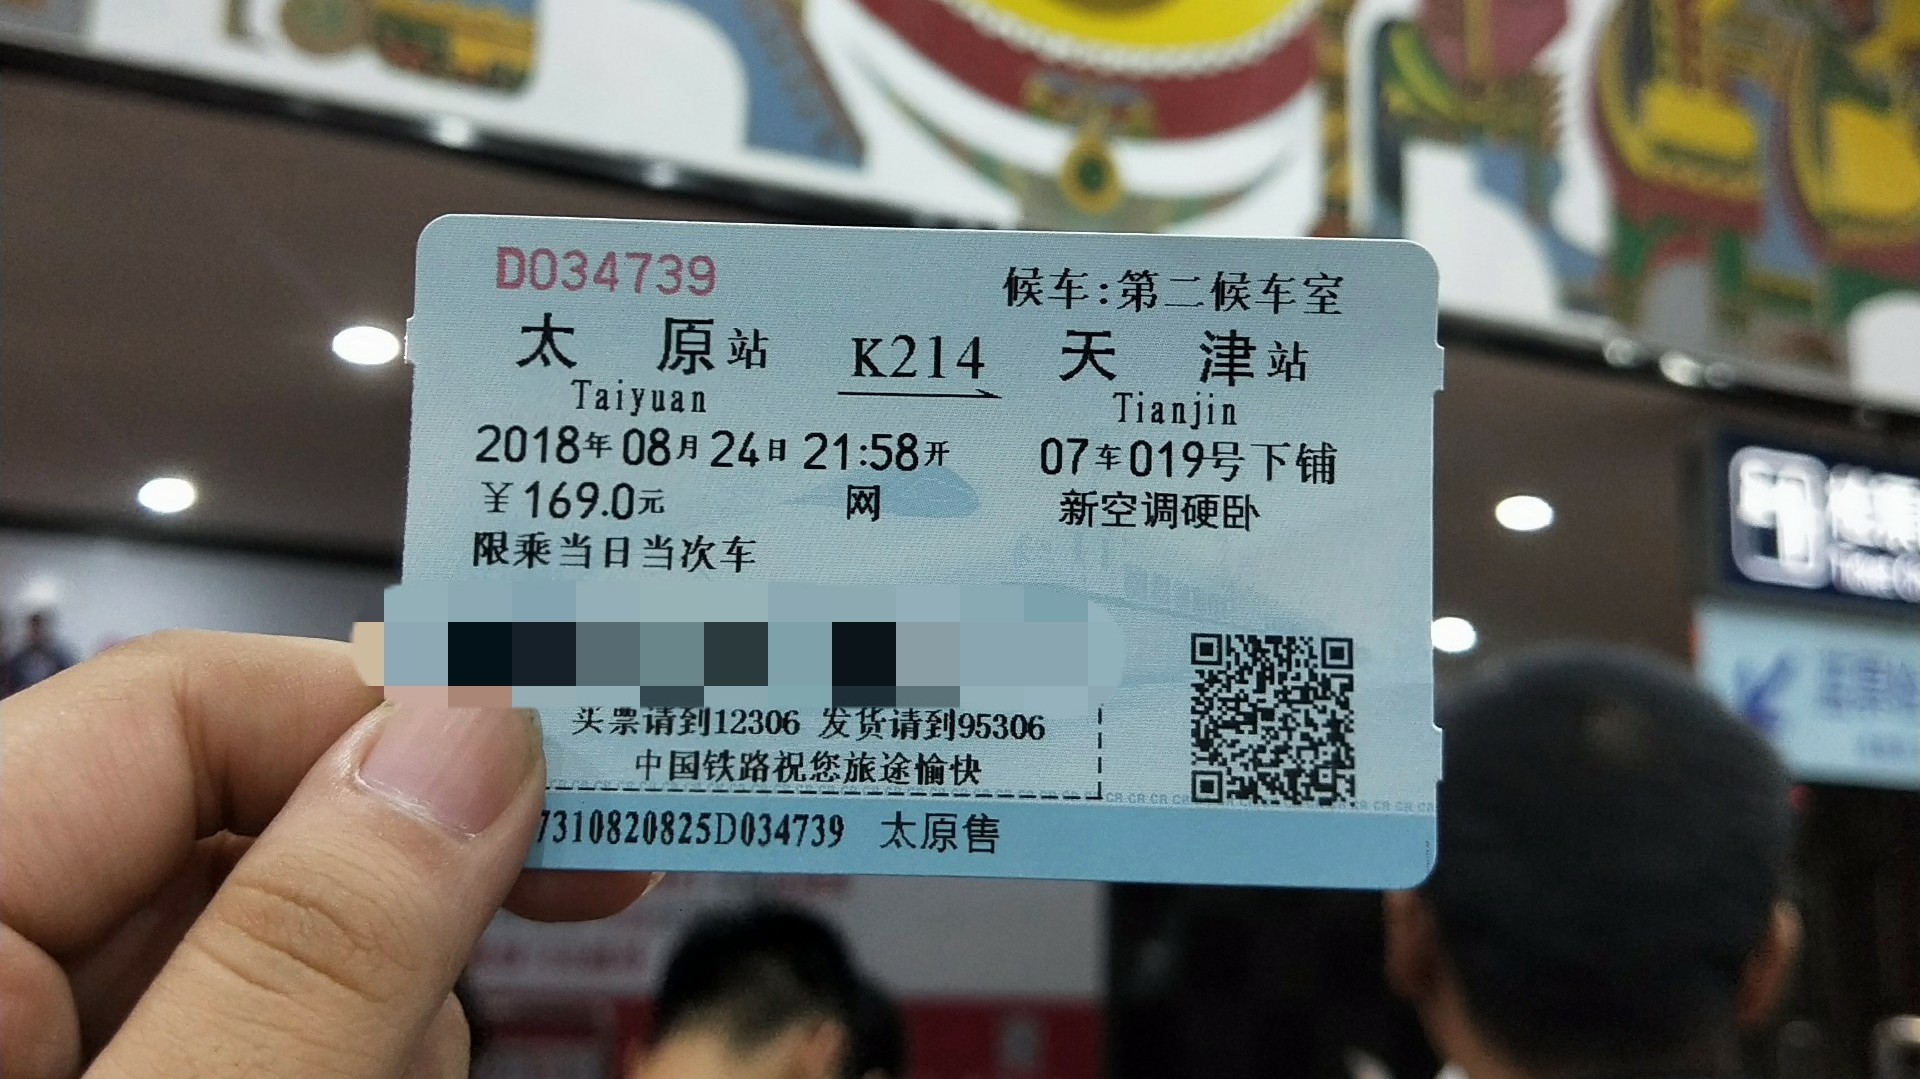 D034739
候车:第二候车室
太原站 K214 天津站
Taiyuan Tianjin
2018年08月24日 21:58开 07车019号下铺
￥169.0元 网 新空调硬卧
限乘当日当次车
买票请到12306 发货请到95306
中国铁路祝您旅途愉快
7310820825D034739 太原售